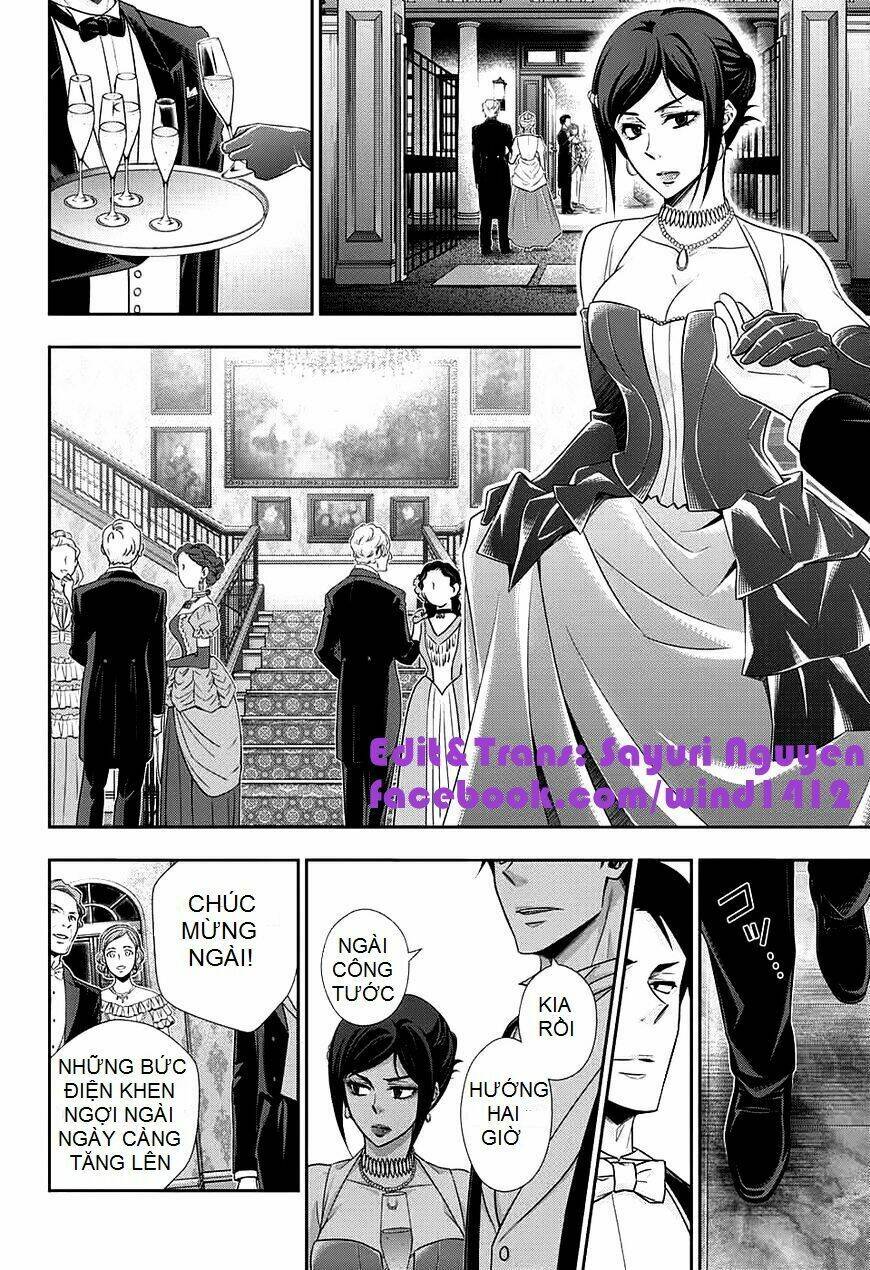 Edit&Trans: Sayuri Nguyen
facebook.com/wind1412
コツ…
KIA
RỒI
HƯỚNG
HAI
GIỜ
NGÀI
CÔNG
TƯỚC
CHÚC
MỪNG
NGÀI!
NHỮNG BỨC
ĐIỆN KHEN
NGỢI NGÀI
NGÀY CÀNG
TĂNG LÊN